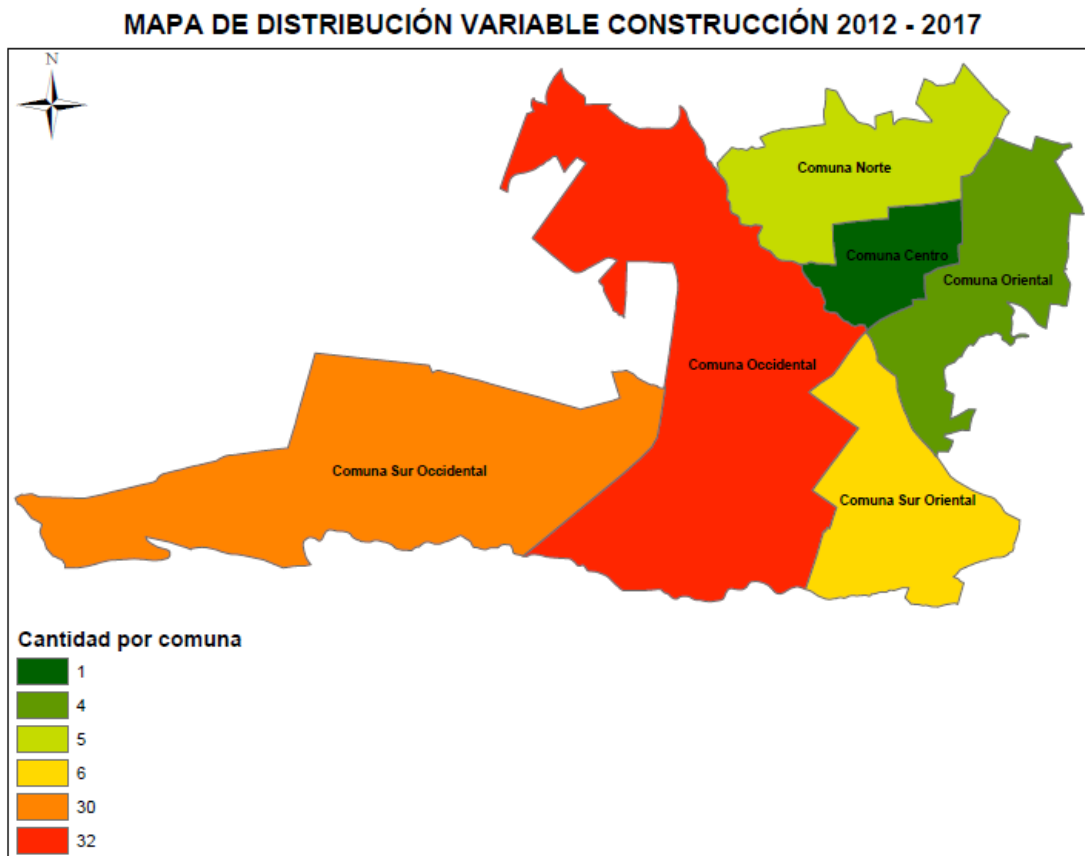 MAPA DE DISTRIBUCIÓN VARIABLE CONSTRUCCIÓN 2012 - 2017
N
Comuna Norte
Comuna Centro
Comuna Oriental
Comuna Occidental
Comuna Sur Occidental
Comuna Sur Oriental
Cantidad por comuna
1
4
5
6
30
32